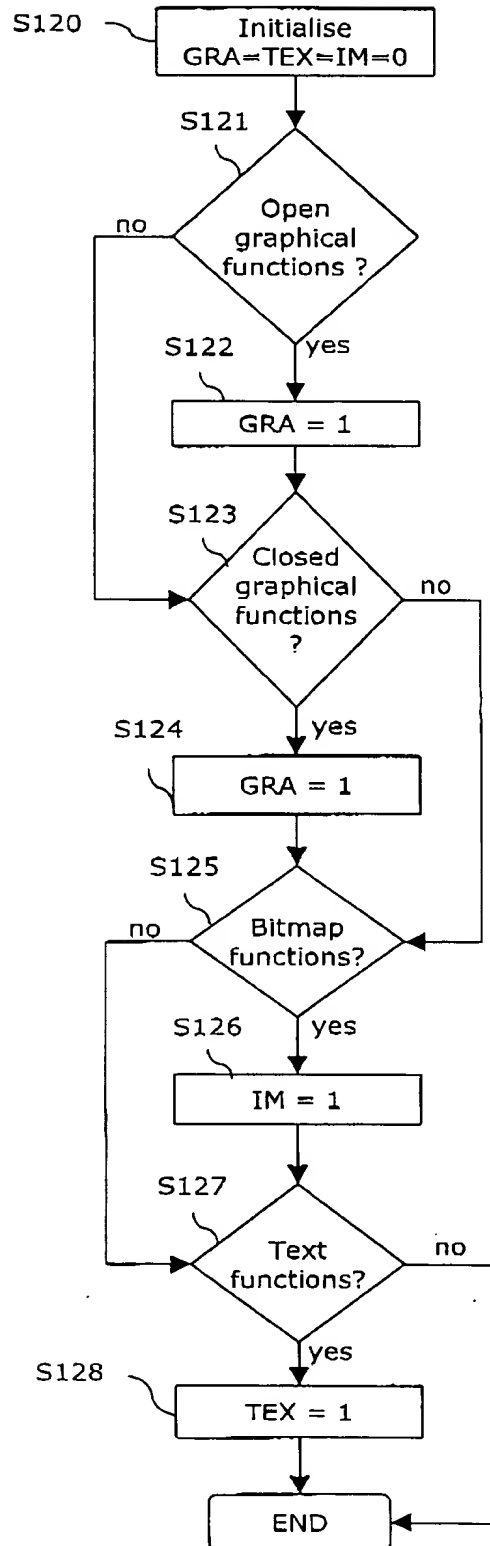 S120
Initialise
GRA=TEX=IM=0
S121
Open
graphical
functions ?
no
yes
S122
GRA = 1
S123
Closed
graphical
functions
?
no
yes
S124
GRA = 1
S125
Bitmap
functions?
no
yes
S126
IM = 1
S127
Text
functions?
no
yes
S128
TEX = 1
END